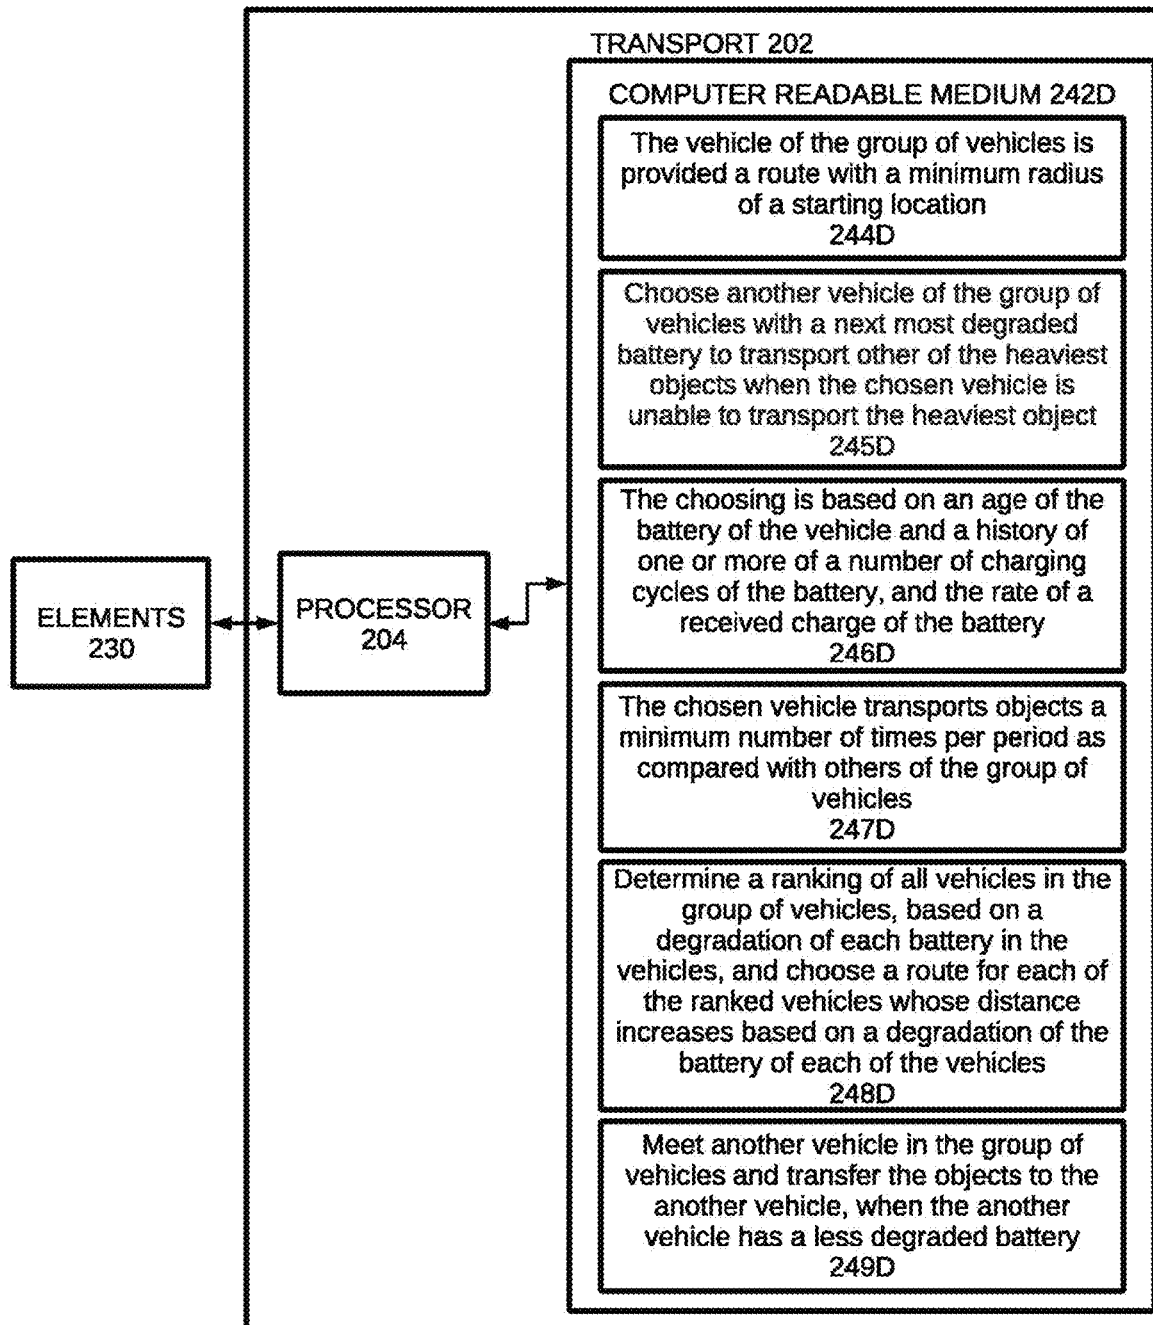 TRANSPORT 202
COMPUTER READABLE MEDIUM 242D
The vehicle of the group of vehicles is
provided a route with a minimum radius
of a starting location
244D
Choose another vehicle of the group of
vehicles with a next most degraded
battery to transport other of the heaviest
objects when the chosen vehicle is
unable to transport the heaviest object
245D
The choosing is based on an age of the
battery of the vehicle and a history of
one or more of a number of charging
cycles of the battery, and the rate of a
received charge of the battery
246D
ELEMENTS
230
PROCESSOR
204
The chosen vehicle transports objects a
minimum number of times per period as
compared with others of the group of
vehicles
247D
Determine a ranking of all vehicles in the
group of vehicles, based on a
degradation of each battery in the
vehicles, and choose a route for each of
the ranked vehicles whose distance
increases based on a degradation of the
battery of each of the vehicles
248D
Meet another vehicle in the group of
vehicles and transfer the objects to the
another vehicle, when the another
vehicle has a less degraded battery
249D